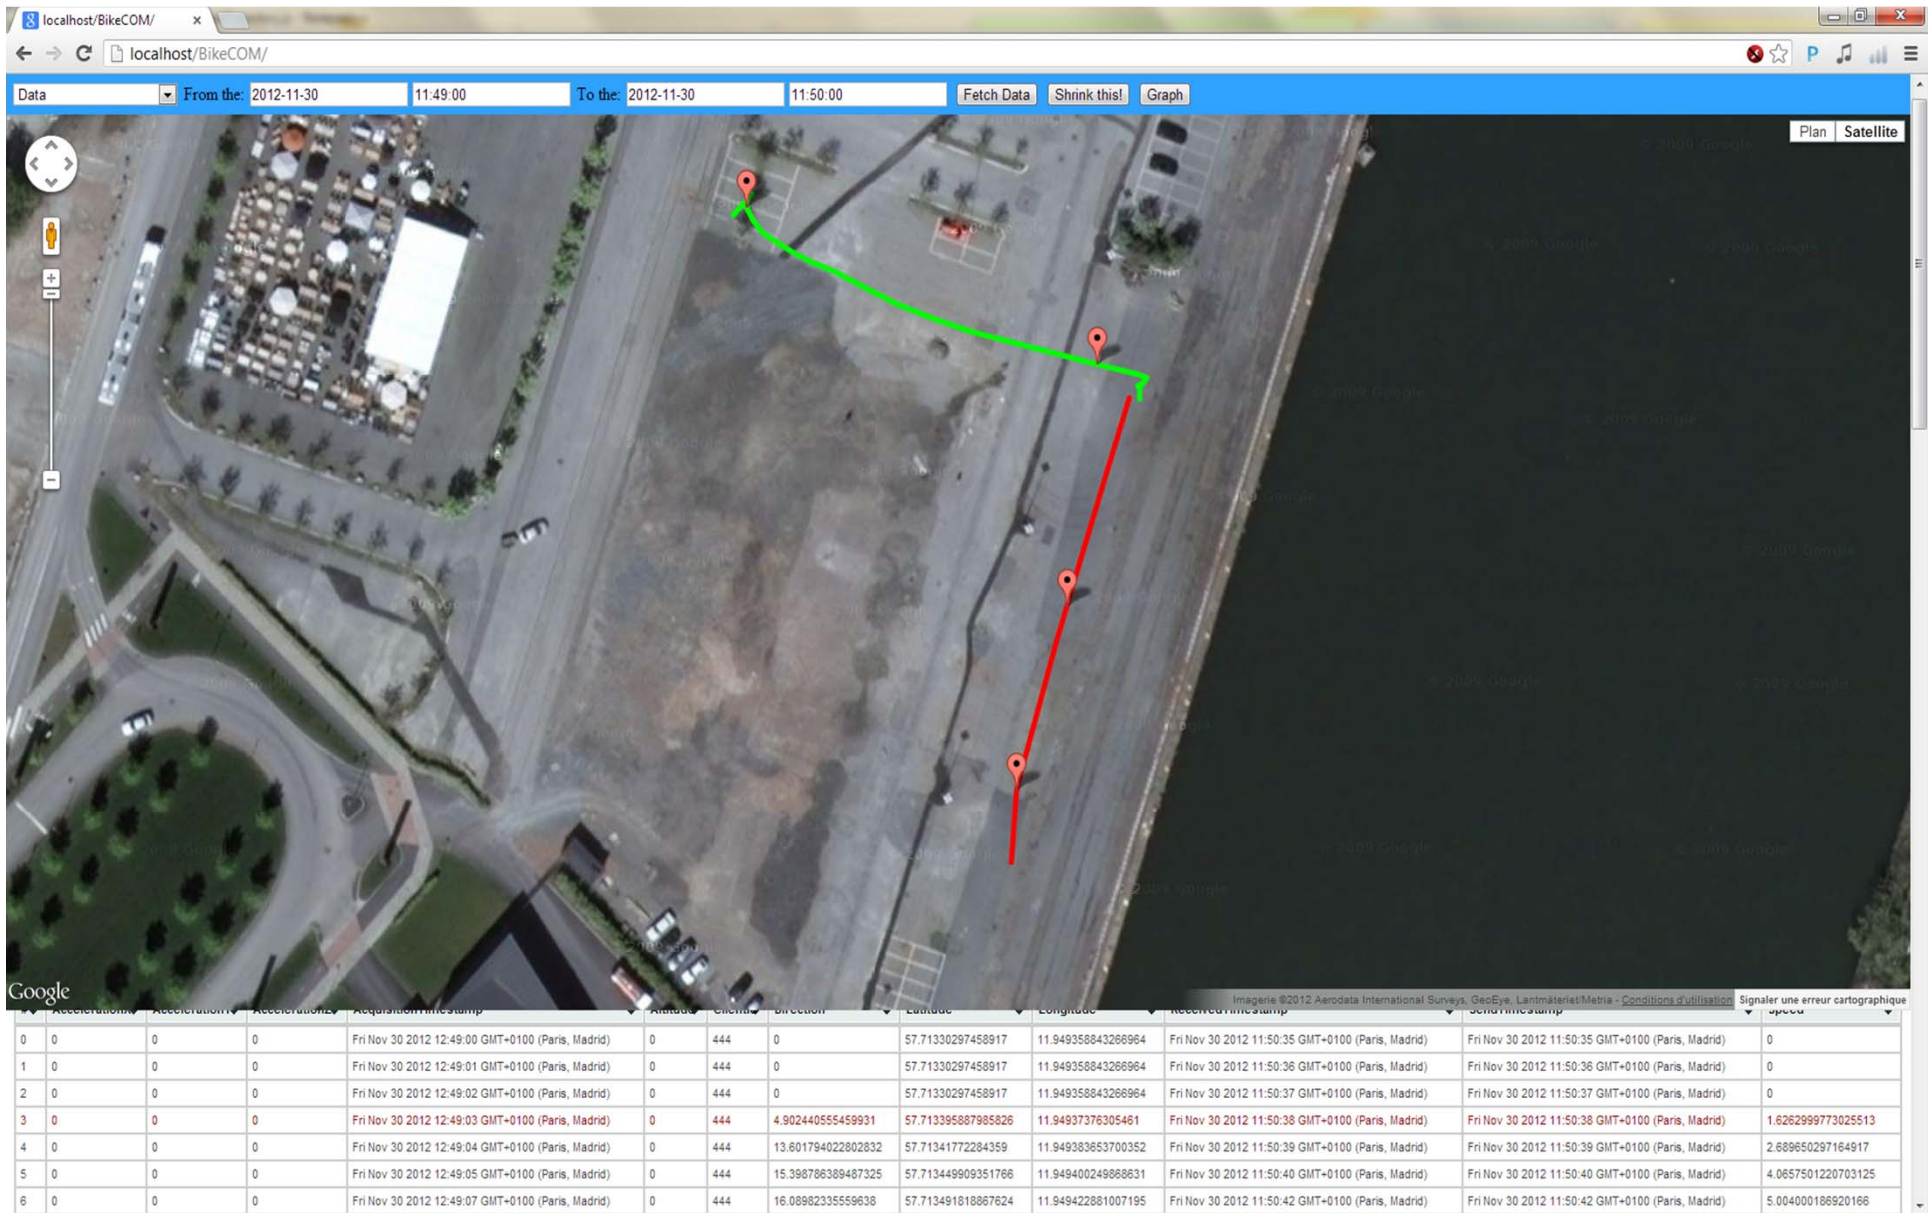 localhost/BikeCOM/ ×
localhost/BikeCOM/
Data From the: 2012-11-30 11:49:00 To the: 2012-11-30 11:50:00 Fetch Data Shrink this! Graph
Plan Satellite
Google
Imagerie ©2012 Aerodata International Surveys, GeoEye, Lantmäteriet/Metria - Conditions d'utilisation Signaler une erreur cartographique
AcquisitionTimestamp Altitude Direction Latitude Longitude ReceivedTimestamp SendTimestamp Speed
0 0 0 0 Fri Nov 30 2012 12:49:00 GMT+0100 (Paris, Madrid) 0 444 0 57.71330297458917 11.949358843266964 Fri Nov 30 2012 11:50:35 GMT+0100 (Paris, Madrid) Fri Nov 30 2012 11:50:35 GMT+0100 (Paris, Madrid) 0
1 0 0 0 Fri Nov 30 2012 12:49:01 GMT+0100 (Paris, Madrid) 0 444 0 57.71330297458917 11.949358843266964 Fri Nov 30 2012 11:50:36 GMT+0100 (Paris, Madrid) Fri Nov 30 2012 11:50:36 GMT+0100 (Paris, Madrid) 0
2 0 0 0 Fri Nov 30 2012 12:49:02 GMT+0100 (Paris, Madrid) 0 444 0 57.71330297458917 11.949358843266964 Fri Nov 30 2012 11:50:37 GMT+0100 (Paris, Madrid) Fri Nov 30 2012 11:50:37 GMT+0100 (Paris, Madrid) 0
3 0 0 0 Fri Nov 30 2012 12:49:03 GMT+0100 (Paris, Madrid) 0 444 4.902440555459931 57.713395887985826 11.94937376305461 Fri Nov 30 2012 11:50:38 GMT+0100 (Paris, Madrid) Fri Nov 30 2012 11:50:38 GMT+0100 (Paris, Madrid) 1.6262999773025513
4 0 0 0 Fri Nov 30 2012 12:49:04 GMT+0100 (Paris, Madrid) 0 444 13.601794022802832 57.71341772284359 11.949383653700352 Fri Nov 30 2012 11:50:39 GMT+0100 (Paris, Madrid) Fri Nov 30 2012 11:50:39 GMT+0100 (Paris, Madrid) 2.689650297164917
5 0 0 0 Fri Nov 30 2012 12:49:05 GMT+0100 (Paris, Madrid) 0 444 15.398786389487325 57.713449909351766 11.949400249868631 Fri Nov 30 2012 11:50:40 GMT+0100 (Paris, Madrid) Fri Nov 30 2012 11:50:40 GMT+0100 (Paris, Madrid) 4.0657501220703125
6 0 0 0 Fri Nov 30 2012 12:49:07 GMT+0100 (Paris, Madrid) 0 444 16.08982335559638 57.713491818867624 11.949422881007195 Fri Nov 30 2012 11:50:42 GMT+0100 (Paris, Madrid) Fri Nov 30 2012 11:50:42 GMT+0100 (Paris, Madrid) 5.004000186920166